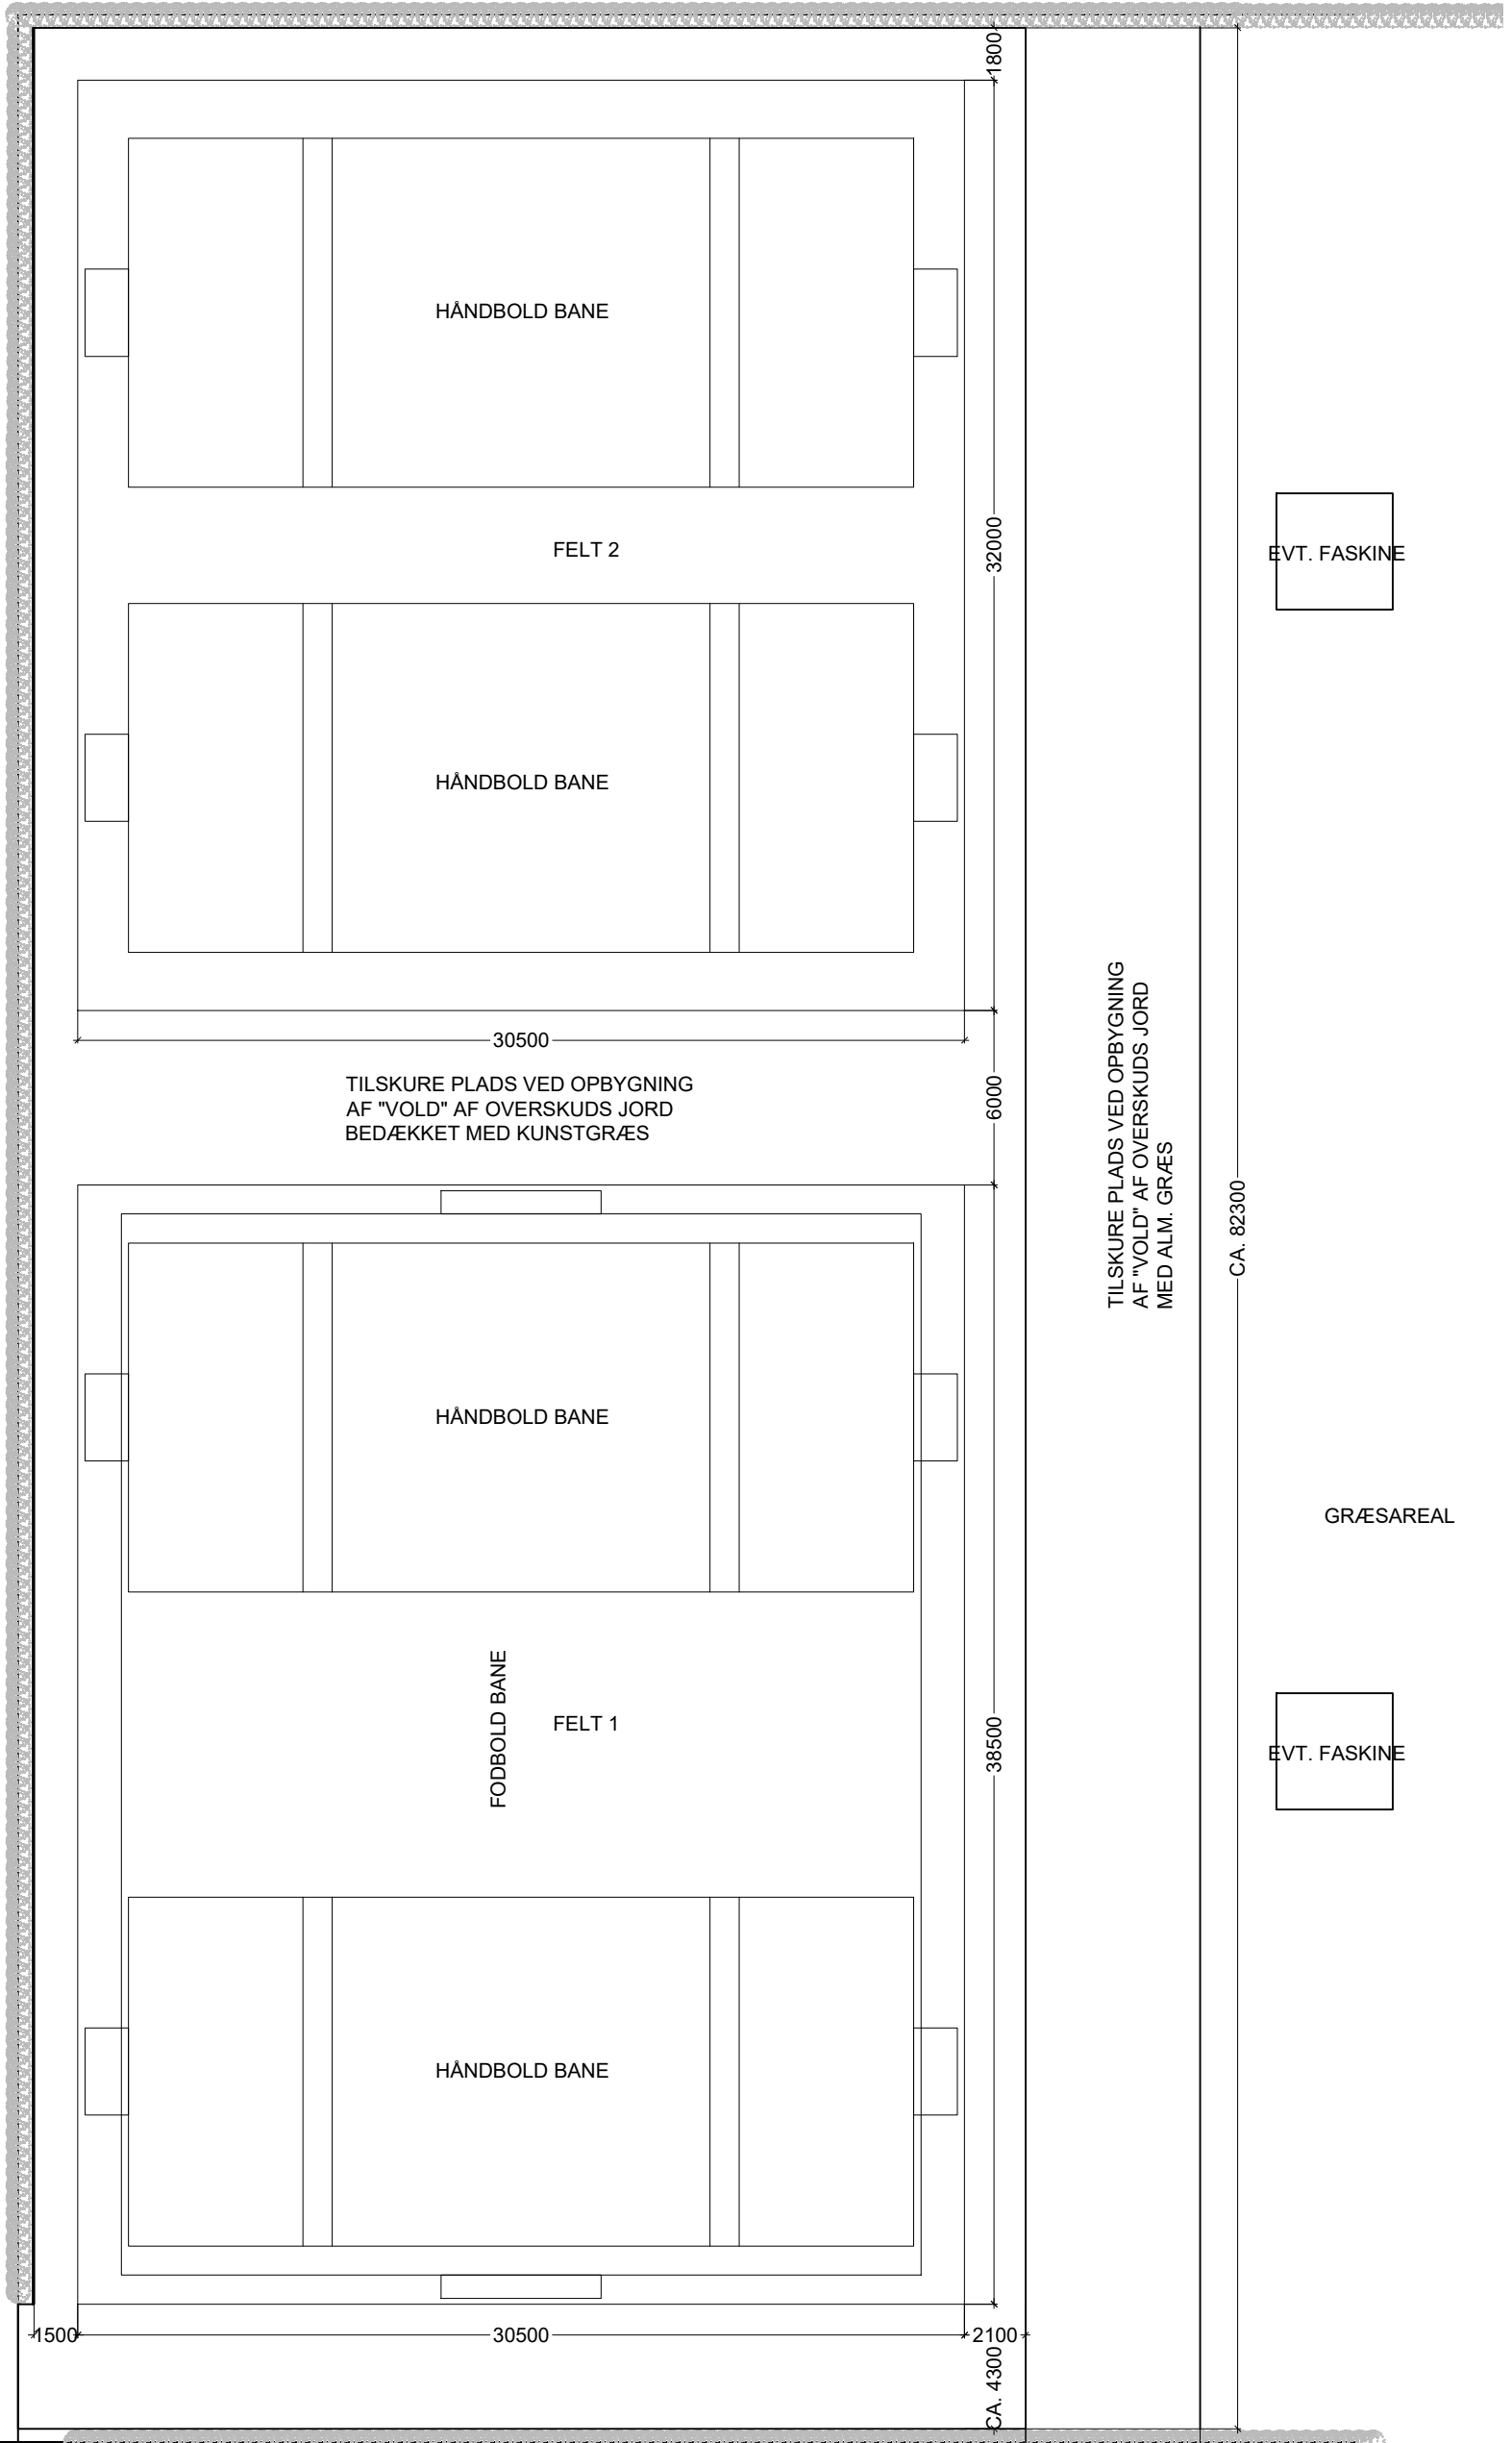 1800
HÅNDBOLD BANE
32000
FELT 2
EVT. FASKINE
HÅNDBOLD BANE
30500
6000
TILSKURE PLADS VED OPBYGNING
AF "VOLD" AF OVERSKUDS JORD
BEDÆKKET MED KUNSTGRÆS
TILSKURE PLADS VED OPBYGNING
AF "VOLD" AF OVERSKUDS JORD
MED ALM. GRÆS
CA. 82300
HÅNDBOLD BANE
GRÆSAREAL
FODBOLD BANE
FELT 1
38500
EVT. FASKINE
HÅNDBOLD BANE
1500
30500
2100
CA. 4300